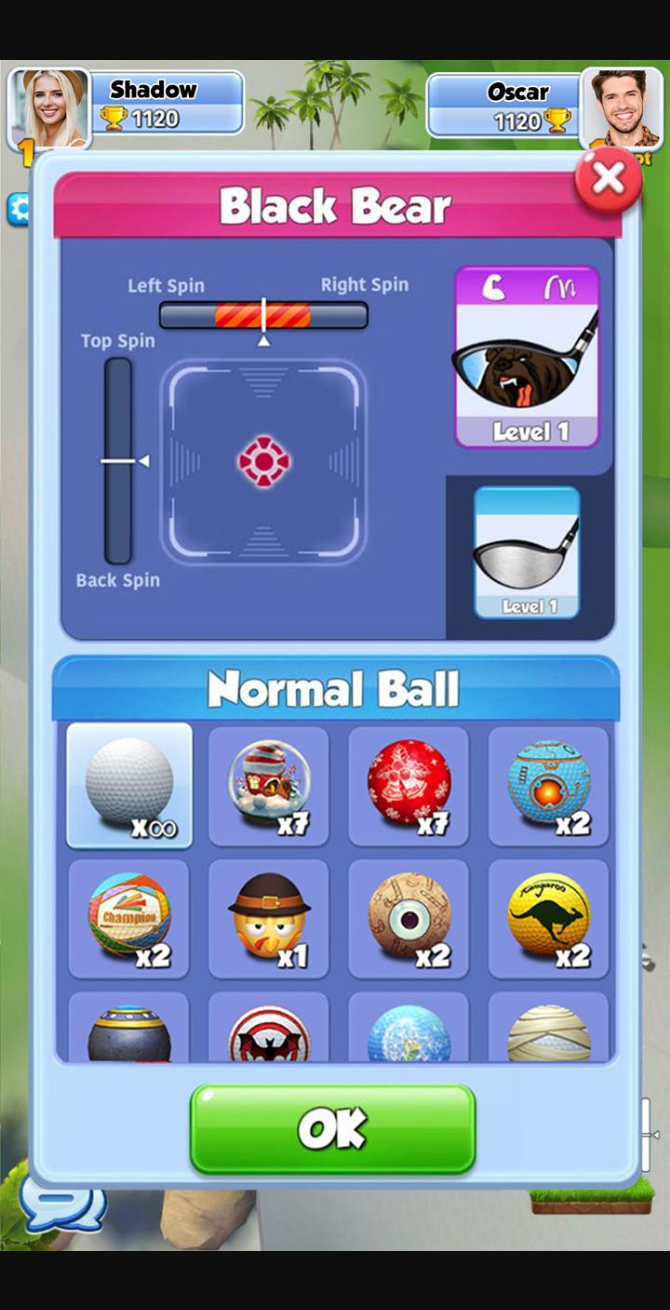 Shadow
1120
Oscar
1120
Black Bear
Left Spin
Right Spin
Top Spin
Back Spin
Level 1
Level 1
Normal Ball
x∞
x7
x7
x2
Champion
x2
x1
x2
Kangaroo
x2
OK